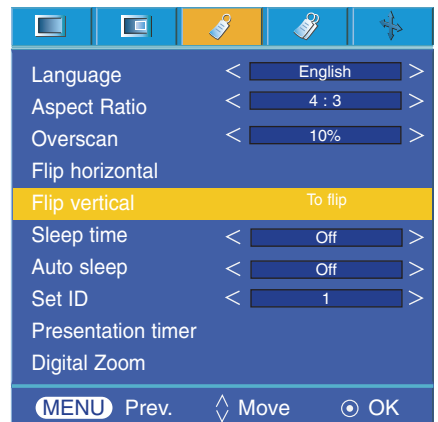 Language < English >
Aspect Ratio < 4 : 3 >
Overscan < 10% >
Flip horizontal
Flip vertical To flip
Sleep time < Off >
Auto sleep < Off >
Set ID < 1 >
Presentation timer
Digital Zoom
MENU Prev. Move OK